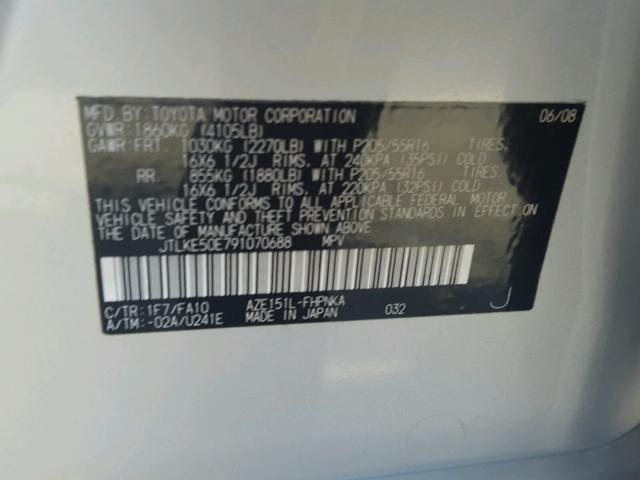 MFD.BY:TOYOTA MOTOR CORPORATION 06/08
GVWR:1860KG (4105LB)
GAWR:FRT. 1030KG (2270LB) WITH P205/55R16 TIRES,
16X6 1/2J RIMS, AT 240KPA (35PSI) COLD
RR. 855KG (1880LB) WITH P205/55R16 TIRES,
16X6 1/2J RIMS, AT 220KPA (32PSI) COLD
THIS VEHICLE CONFORMS TO ALL APPLICABLE FEDERAL MOTOR
VEHICLE SAFETY AND THEFT PREVENTION STANDARDS IN EFFECT ON
THE DATE OF MANUFACTURE SHOWN ABOVE.
JTLKE50E791070688 MPV
C/TR:1F7/FA10 AZE151L-FHPNKA
A/TM:-02A/U241E MADE IN JAPAN 032 J